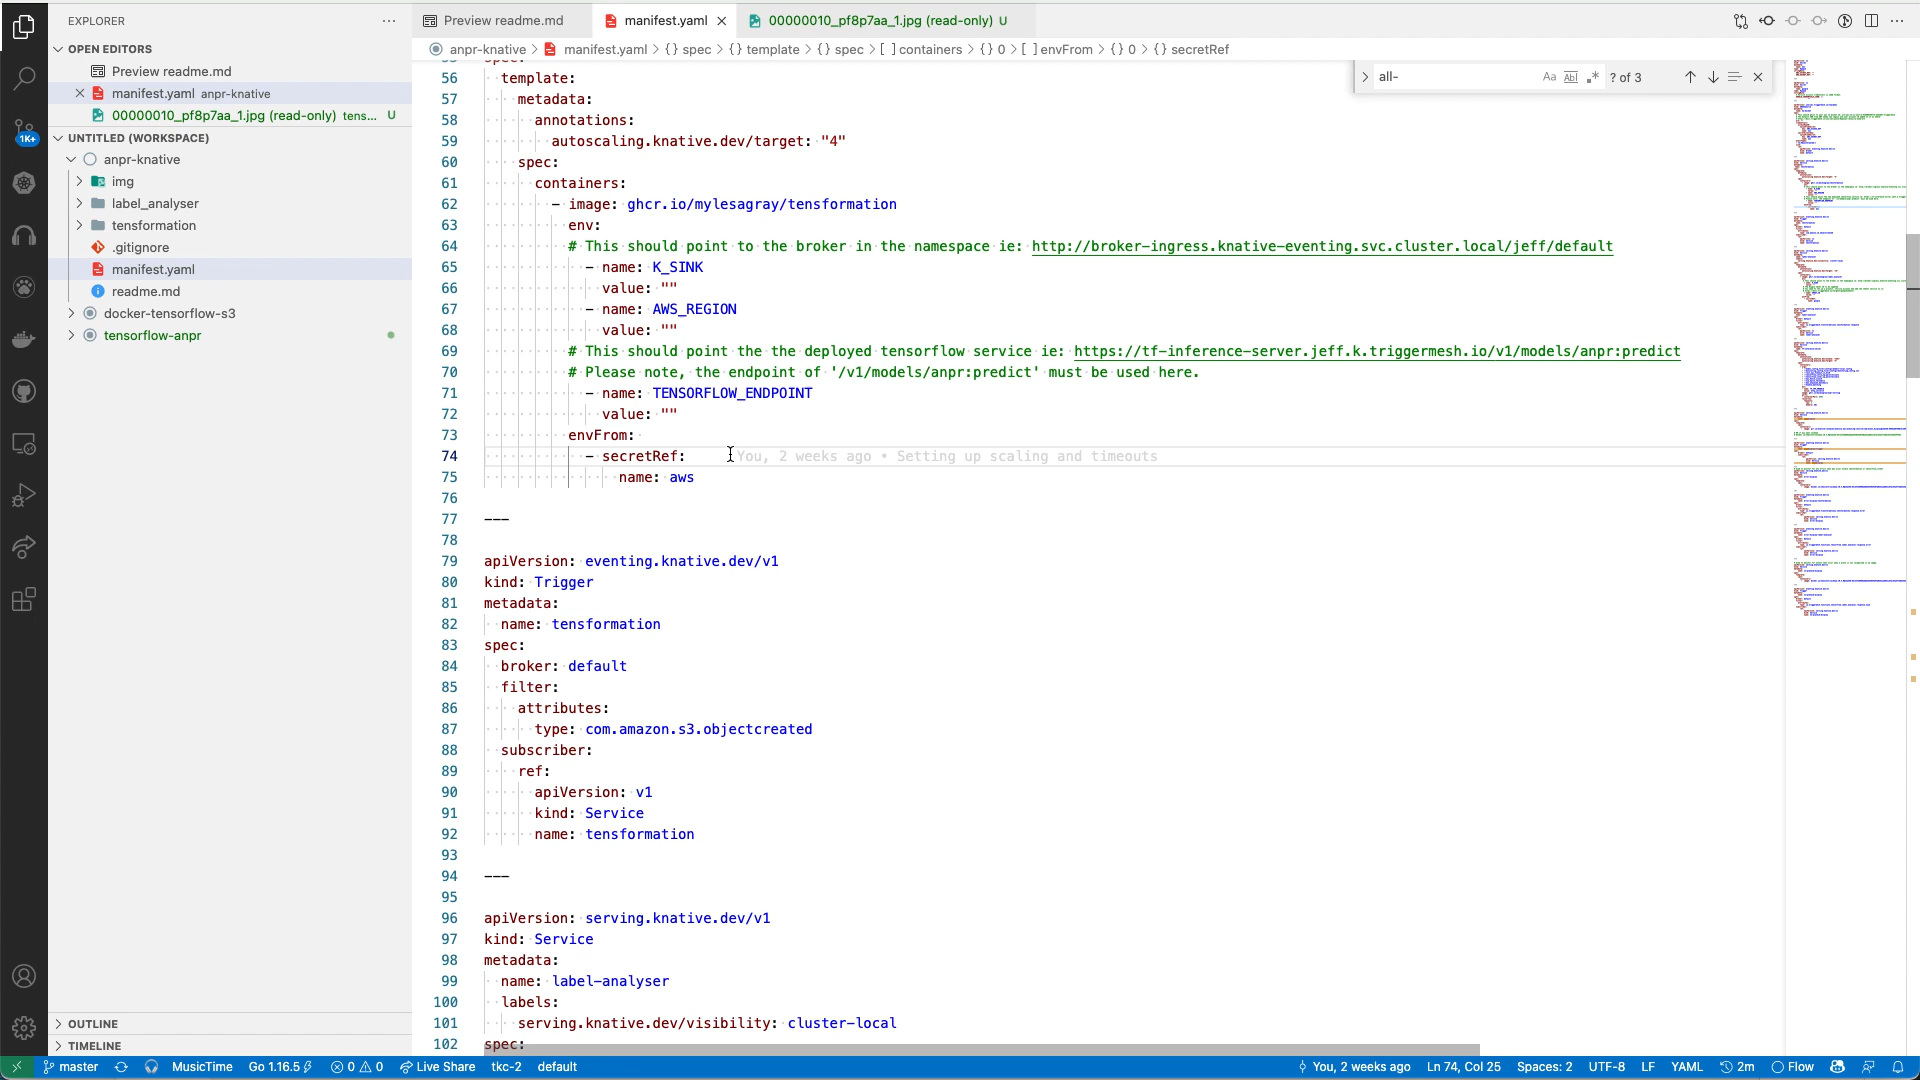 EXPLORER
OPEN EDITORS
Preview readme.md
manifest.yaml anpr-knative
00000010_pf8p7aa_1.jpg (read-only) tens... U
UNTITLED (WORKSPACE)
anpr-knative
img
label_analyser
tensformation
.gitignore
manifest.yaml
readme.md
docker-tensorflow-s3
tensorflow-anpr
OUTLINE
TIMELINE
1K+
Preview readme.md
manifest.yaml
00000010_pf8p7aa_1.jpg (read-only) U
anpr-knative > manifest.yaml > {} spec > {} template > {} spec > [ ] containers > {} 0 > [ ] envFrom > {} 0 > {} secretRef
all- Aa Abl ? of 3
55 spec:
56 template:
57 metadata:
58 annotations:
59 autoscaling.knative.dev/target: "4"
60 spec:
61 containers:
62 - image: ghcr.io/mylesagray/tensformation
63 env:
64 # This should point to the broker in the namespace ie: http://broker-ingress.knative-eventing.svc.cluster.local/jeff/default
65 - name: K_SINK
66 value: ""
67 - name: AWS_REGION
68 value: ""
69 # This should point the the deployed tensorflow service ie: https://tf-inference-server.jeff.k.triggermesh.io/v1/models/anpr:predict
70 # Please note, the endpoint of '/v1/models/anpr:predict' must be used here.
71 - name: TENSORFLOW_ENDPOINT
72 value: ""
73 envFrom:
74 - secretRef: You, 2 weeks ago • Setting up scaling and timeouts
75 name: aws
76
77 ---
78
79 apiVersion: eventing.knative.dev/v1
80 kind: Trigger
81 metadata:
82 name: tensformation
83 spec:
84 broker: default
85 filter:
86 attributes:
87 type: com.amazon.s3.objectcreated
88 subscriber:
89 ref:
90 apiVersion: v1
91 kind: Service
92 name: tensformation
93
94 ---
95
96 apiVersion: serving.knative.dev/v1
97 kind: Service
98 metadata:
99 name: label-analyser
100 labels:
101 serving.knative.dev/visibility: cluster-local
102 spec:
master MusicTime Go 1.16.5 0 0 Live Share tkc-2 default You, 2 weeks ago Ln 74, Col 25 Spaces: 2 UTF-8 LF YAML 2m Flow